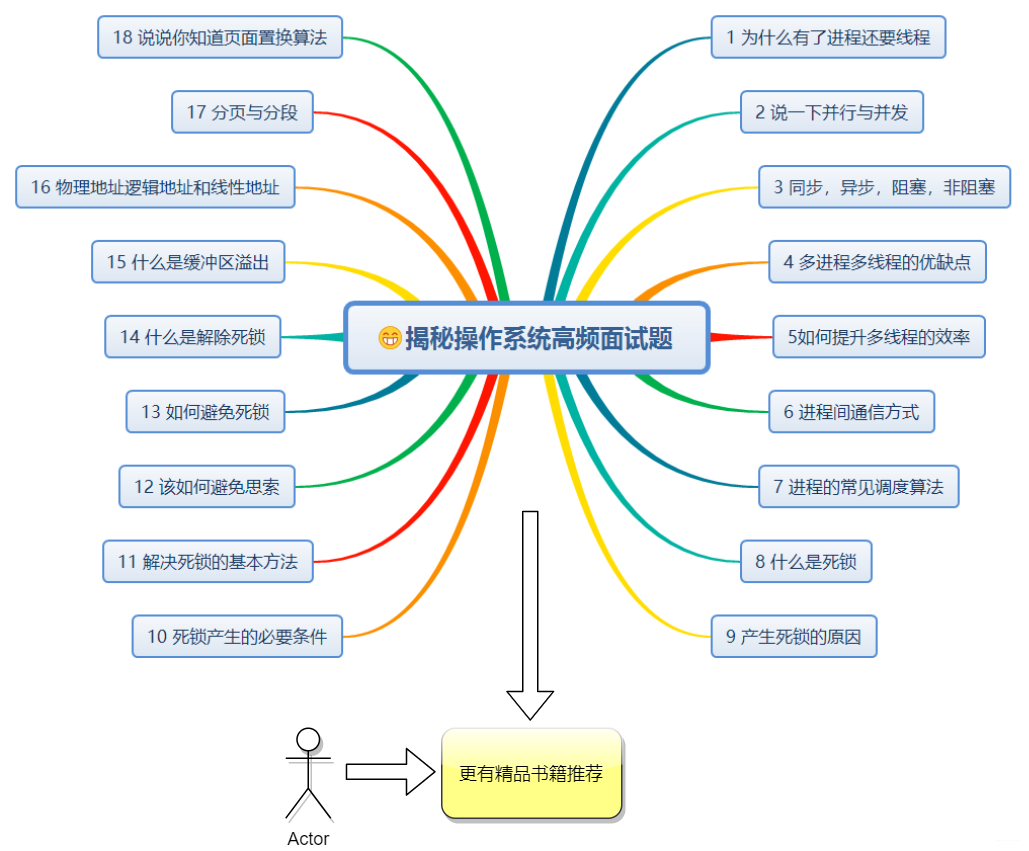 😁揭秘操作系统高频面试题
1 为什么有了进程还要线程
2 说一下并行与并发
3 同步，异步，阻塞，非阻塞
4 多进程多线程的优缺点
5如何提升多线程的效率
6 进程间通信方式
7 进程的常见调度算法
8 什么是死锁
9 产生死锁的原因
10 死锁产生的必要条件
11 解决死锁的基本方法
12 该如何避免思索
13 如何避免死锁
14 什么是解除死锁
15 什么是缓冲区溢出
16 物理地址逻辑地址和线性地址
17 分页与分段
18 说说你知道页面置换算法
更有精品书籍推荐
Actor